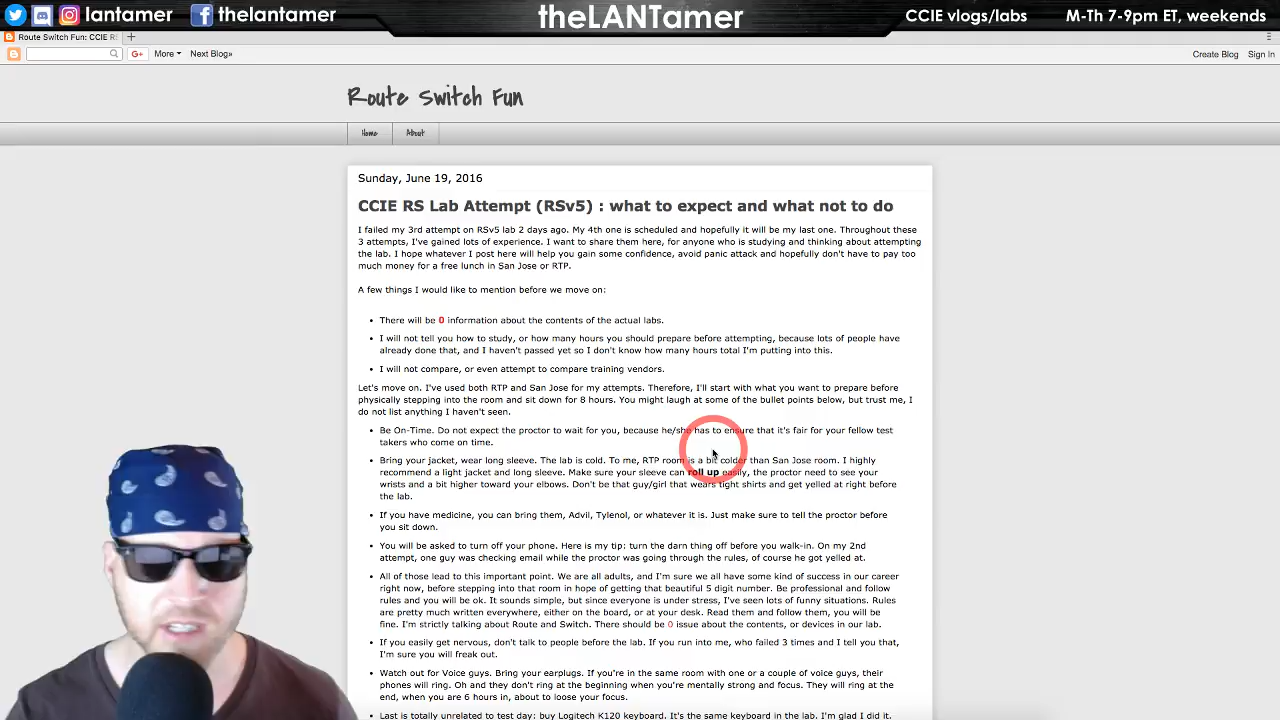 lantamer thelantamer theLANTamer CCIE vlogs/labs M-Th 7-9pm ET, weekends
Route Switch Fun: CCIE RS +
G+ More Next Blog» Create Blog Sign In
Route Switch Fun
Home About
Sunday, June 19, 2016
CCIE RS Lab Attempt (RSv5) : what to expect and what not to do
I failed my 3rd attempt on RSv5 lab 2 days ago. My 4th one is scheduled and hopefully it will be my last one. Throughout these
3 attempts, I've gained lots of experience. I want to share them here, for anyone who is studying and thinking about attempting
the lab. I hope whatever I post here will help you gain some confidence, avoid panic attack and hopefully don't have to pay too
much money for a free lunch in San Jose or RTP.
A few things I would like to mention before we move on:
• There will be 0 information about the contents of the actual labs.
• I will not tell you how to study, or how many hours you should prepare before attempting, because lots of people have
already done that, and I haven't passed yet so I don't know how many hours total I'm putting into this.
• I will not compare, or even attempt to compare training vendors.
Let's move on. I've used both RTP and San Jose for my attempts. Therefore, I'll start with what you want to prepare before
physically stepping into the room and sit down for 8 hours. You might laugh at some of the bullet points below, but trust me, I
do not list anything I haven't seen.
• Be On-Time. Do not expect the proctor to wait for you, because he/she has to ensure that it's fair for your fellow test
takers who come on time.
• Bring your jacket, wear long sleeve. The lab is cold. To me, RTP room is a bit colder than San Jose room. I highly
recommend a light jacket and long sleeve. Make sure your sleeve can roll up easily, the proctor need to see your
wrists and a bit higher toward your elbows. Don't be that guy/girl that wears tight shirts and get yelled at right before
the lab.
• If you have medicine, you can bring them, Advil, Tylenol, or whatever it is. Just make sure to tell the proctor before
you sit down.
• You will be asked to turn off your phone. Here is my tip: turn the darn thing off before you walk-in. On my 2nd
attempt, one guy was checking email while the proctor was going through the rules, of course he got yelled at.
• All of those lead to this important point. We are all adults, and I'm sure we all have some kind of success in our career
right now, before stepping into that room in hope of getting that beautiful 5 digit number. Be professional and follow
rules and you will be ok. It sounds simple, but since everyone is under stress, I've seen lots of funny situations. Rules
are pretty much written everywhere, either on the board, or at your desk. Read them and follow them, you will be
fine. I'm strictly talking about Route and Switch. There should be 0 issue about the contents, or devices in our lab.
• If you easily get nervous, don't talk to people before the lab. If you run into me, who failed 3 times and I tell you that,
I'm sure you will freak out.
• Watch out for Voice guys. Bring your earplugs. If you're in the same room with one or a couple of voice guys, their
phones will ring. Oh and they don't ring at the beginning when you're mentally strong and focus. They will ring at the
end, when you are 6 hours in, about to loose your focus.
• Last is totally unrelated to test day: buy Logitech K120 keyboard. It's the same keyboard in the lab. I'm glad I did it.